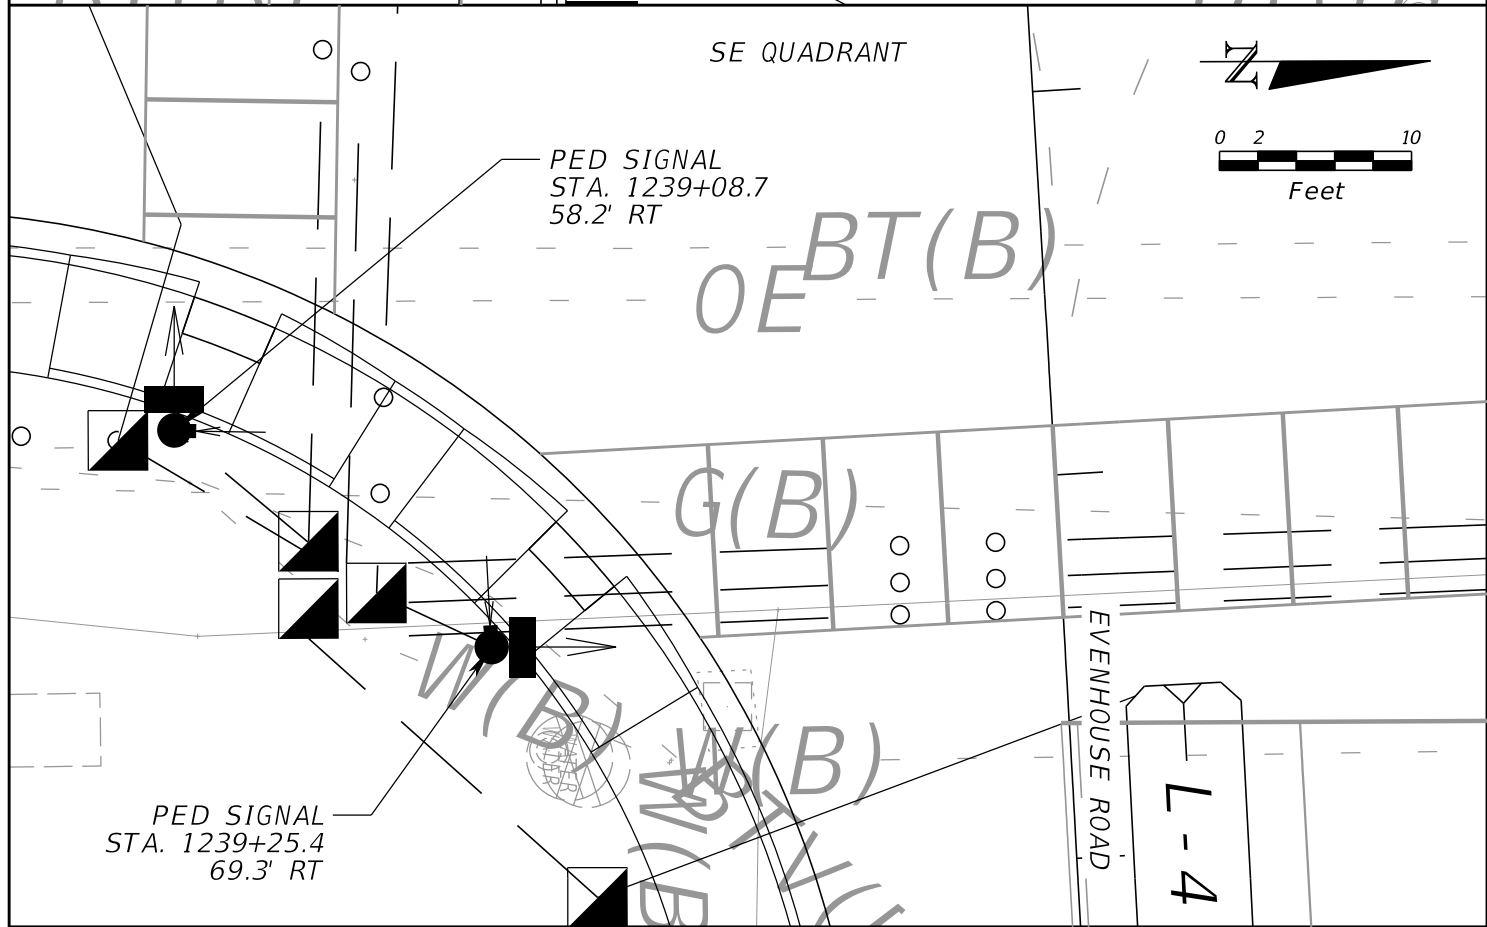 SE QUADRANT
N
0 2 10
Feet
PED SIGNAL
STA. 1239+08.7
58.2' RT
BT(B)
OE
G(B)
W(B)
W(B)
W(B
EVENHOUSE ROAD
L-4
PED SIGNAL
STA. 1239+25.4
69.3' RT